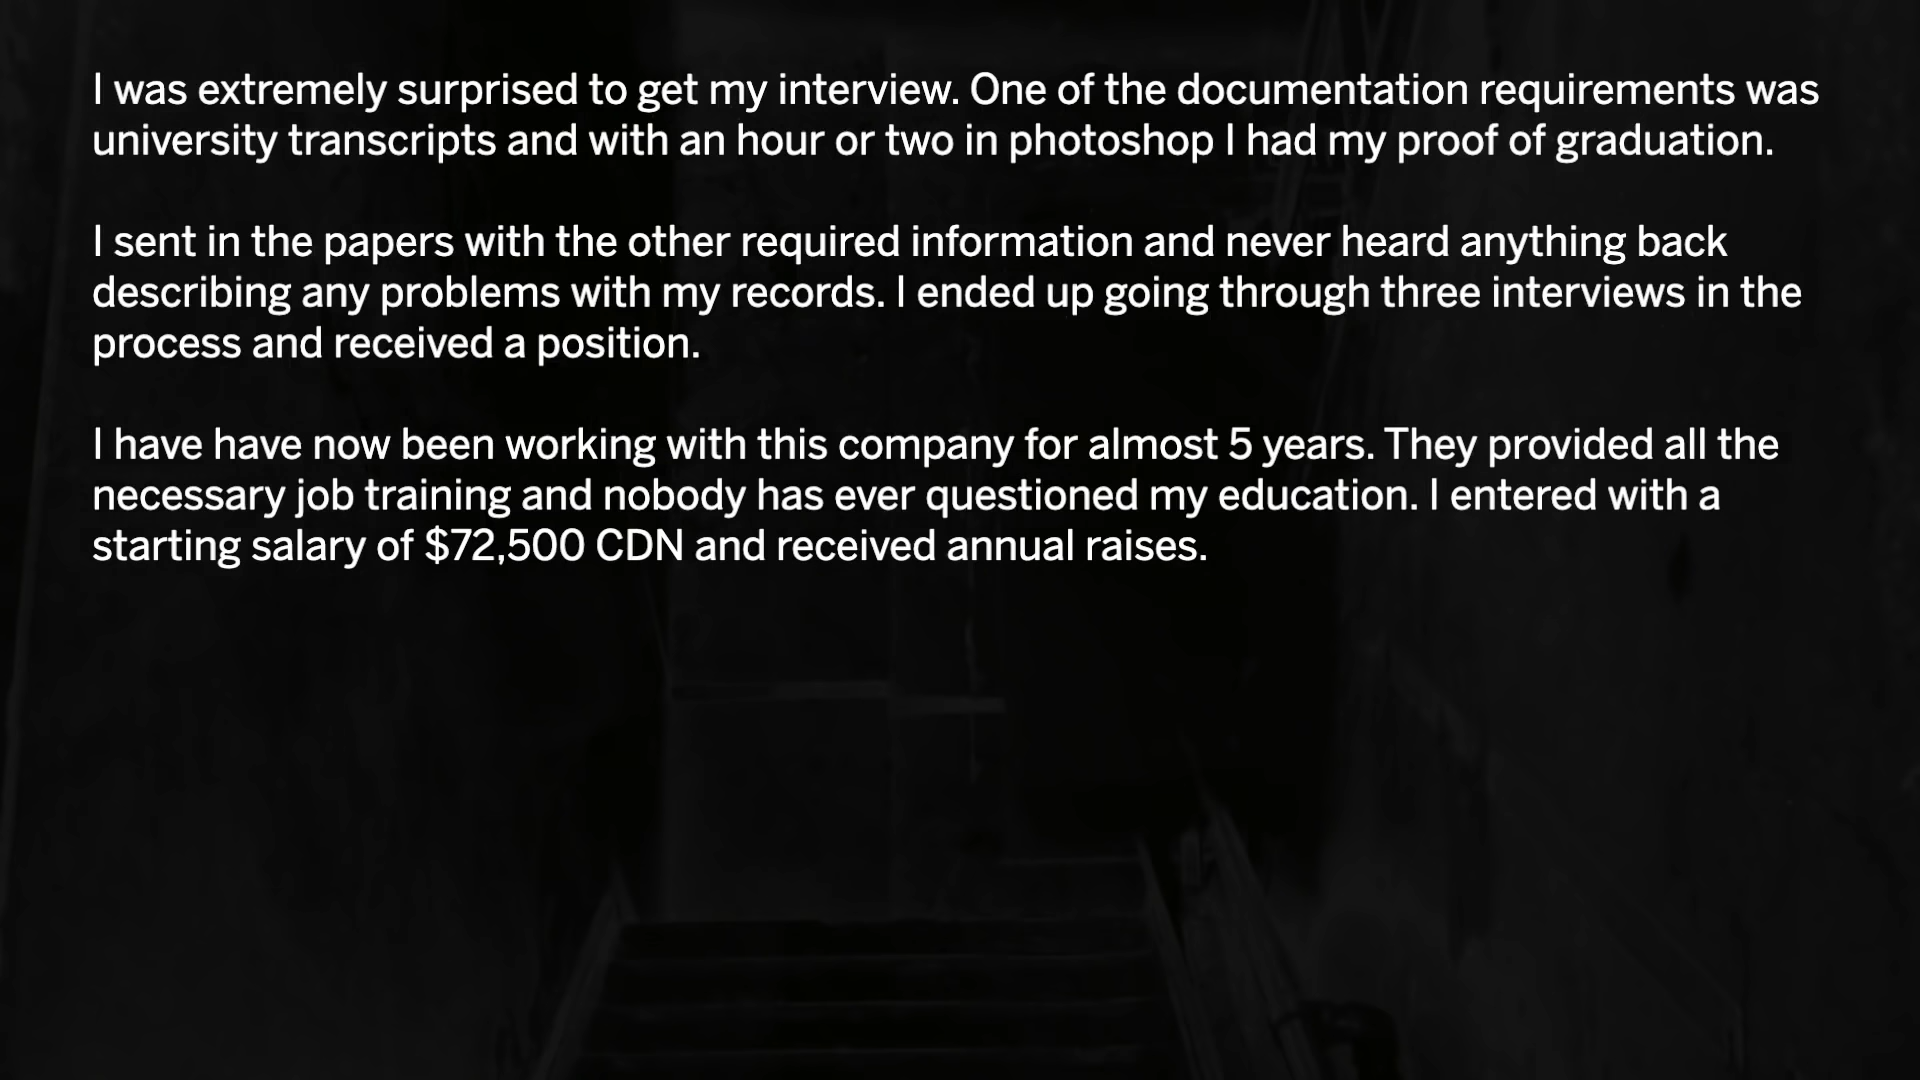 I was extremely surprised to get my interview. One of the documentation requirements was
university transcripts and with an hour or two in photoshop I had my proof of graduation.
I sent in the papers with the other required information and never heard anything back
describing any problems with my records. I ended up going through three interviews in the
process and received a position.
I have have now been working with this company for almost 5 years. They provided all the
necessary job training and nobody has ever questioned my education. I entered with a
starting salary of $72,500 CDN and received annual raises.